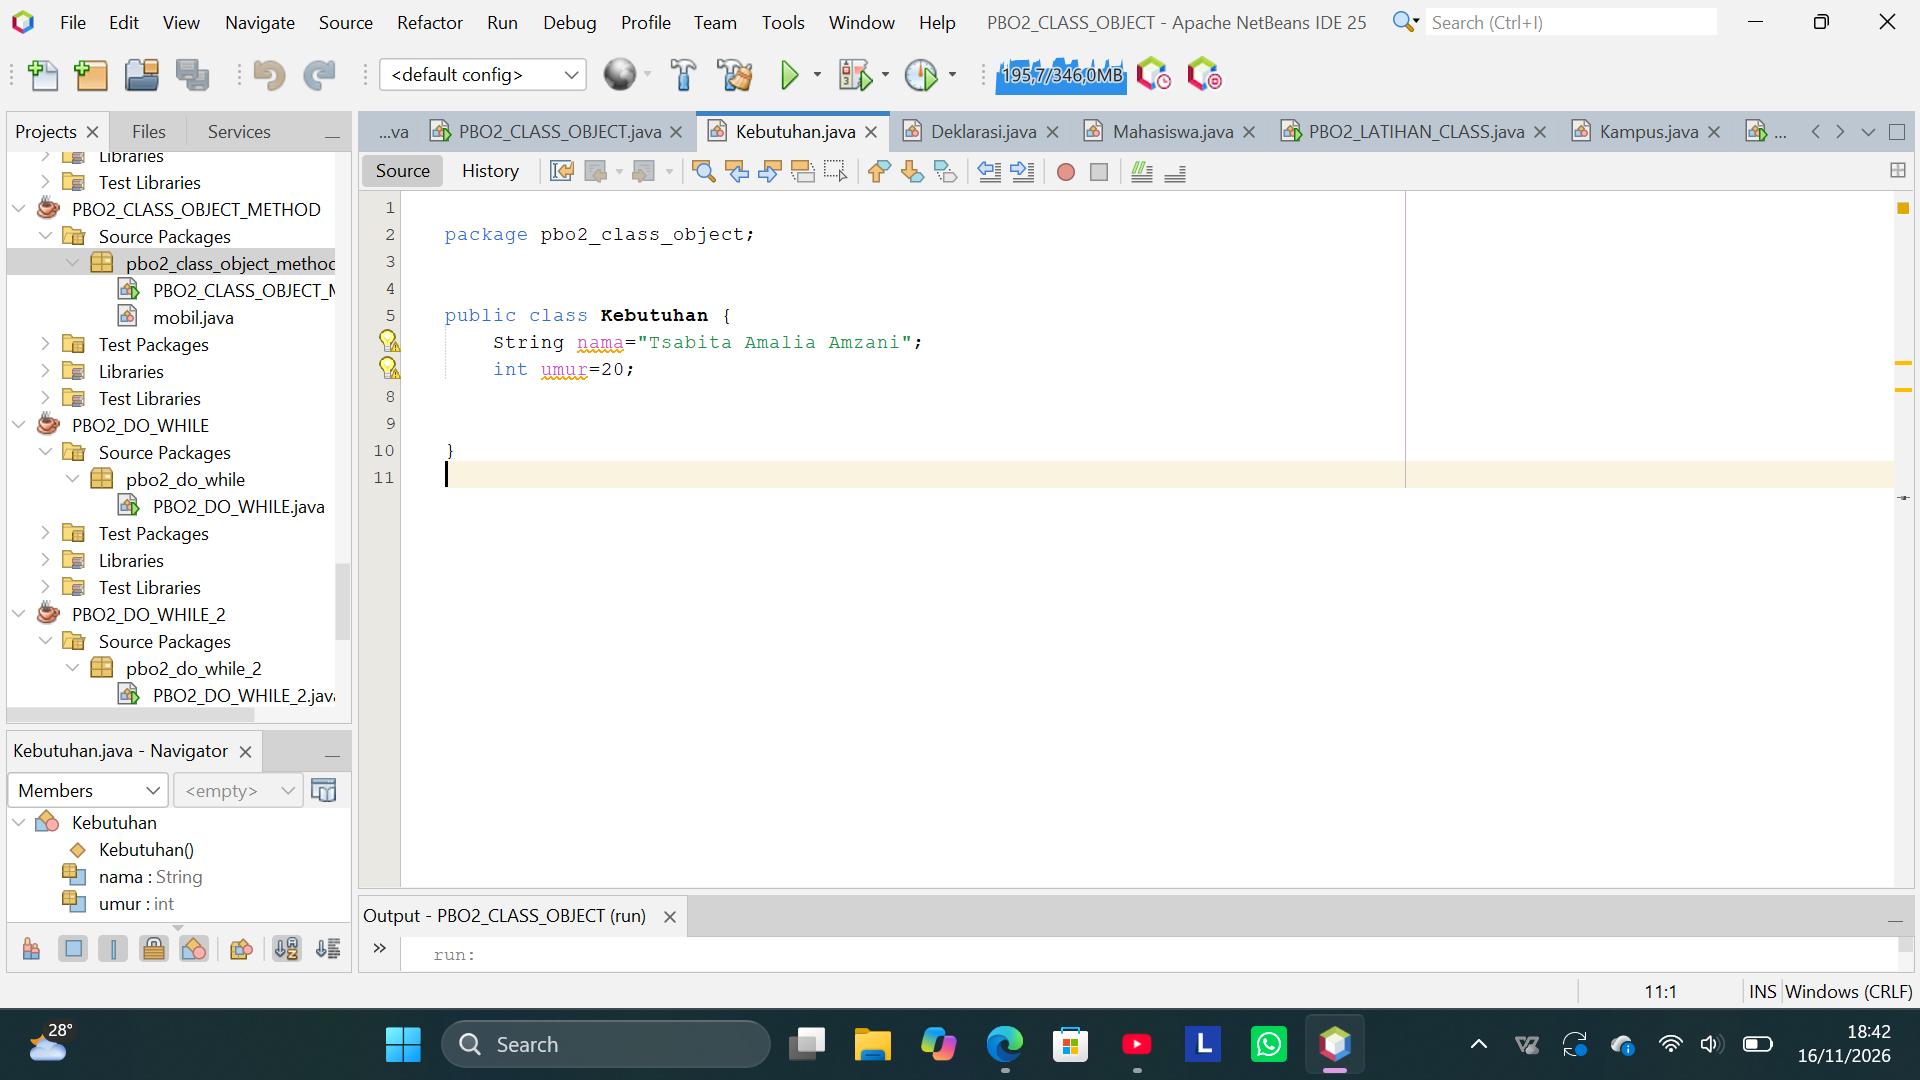 File Edit View Navigate Source Refactor Run Debug Profile Team Tools Window Help PBO2_CLASS_OBJECT - Apache NetBeans IDE 25 Search (Ctrl+I)
<default config> 195,7/346,0MB
Projects Files Services
Libraries
Test Libraries
PBO2_CLASS_OBJECT_METHOD
Source Packages
pbo2_class_object_method
PBO2_CLASS_OBJECT_M
mobil.java
Test Packages
Libraries
Test Libraries
PBO2_DO_WHILE
Source Packages
pbo2_do_while
PBO2_DO_WHILE.java
Test Packages
Libraries
Test Libraries
PBO2_DO_WHILE_2
Source Packages
pbo2_do_while_2
PBO2_DO_WHILE_2.java
Kebutuhan.java - Navigator
Members <empty>
Kebutuhan
Kebutuhan()
nama : String
umur : int
...va PBO2_CLASS_OBJECT.java Kebutuhan.java Deklarasi.java Mahasiswa.java PBO2_LATIHAN_CLASS.java Kampus.java ...
Source History
1
2 package pbo2_class_object;
3
4
5 public class Kebutuhan {
String nama="Tsabita Amalia Amzani";
int umur=20;
8
9
10 }
11
Output - PBO2_CLASS_OBJECT (run)
run:
11:1 INS Windows (CRLF)
28° Search L 18:42
16/11/2026